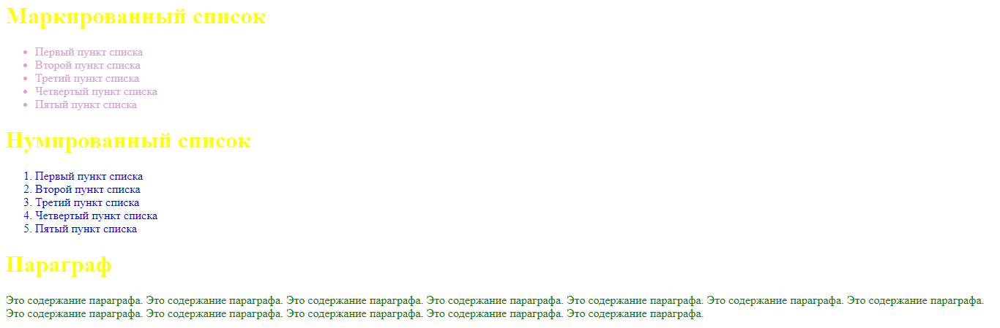 Маркированный список
• Первый пункт списка
• Второй пункт списка
• Третий пункт списка
• Четвертый пункт списка
• Пятый пункт списка
Нумированный список
1. Первый пункт списка
2. Второй пункт списка
3. Третий пункт списка
4. Четвертый пункт списка
5. Пятый пункт списка
Параграф
Это содержание параграфа. Это содержание параграфа. Это содержание параграфа. Это содержание параграфа. Это содержание параграфа. Это содержание параграфа. Это содержание параграфа.
Это содержание параграфа. Это содержание параграфа. Это содержание параграфа. Это содержание параграфа. Это содержание параграфа.